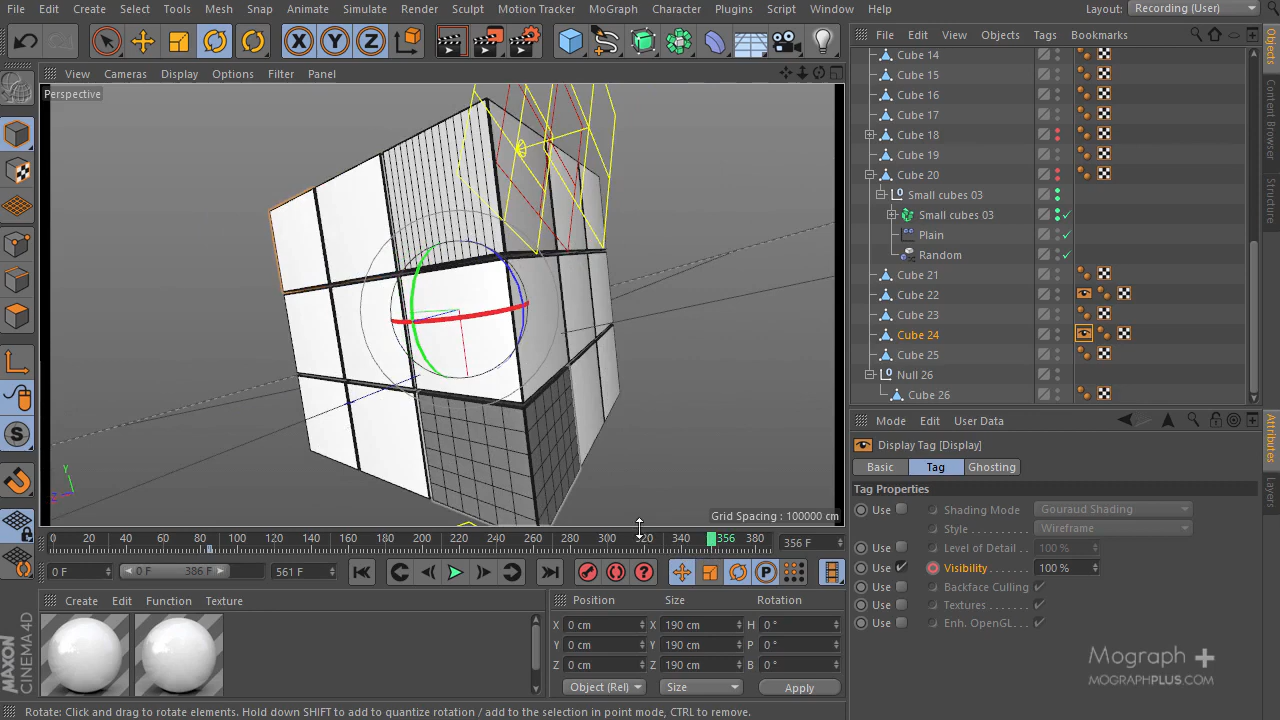 File Edit Create Select Tools Mesh Snap Animate Simulate Render Sculpt Motion Tracker MoGraph Character Plugins Script Window Help Layout: Recording (User)
File Edit View Objects Tags Bookmarks
X Y Z
View Cameras Display Options Filter Panel
Perspective
Cube 14
Cube 15
Cube 16
Cube 17
Cube 18
Cube 19
Cube 20
Small cubes 03
Small cubes 03
Plain
Random
Cube 21
Cube 22
Cube 23
Cube 24
Cube 25
Null 26
Cube 26
Objects
Structure
Mode Edit User Data
Display Tag [Display]
Basic Tag Ghosting
Tag Properties
Use Shading Mode Gouraud Shading
Style Wireframe
Use Level of Detail 100 %
Use Visibility 100 %
Use Backface Culling
Use Textures
Use Enh. OpenGL
Attributes
Layers
Y
Z
Grid Spacing : 100000 cm
0 20 40 60 80 100 120 140 160 180 200 220 240 260 280 300 320 340 356 380 356 F
0 F 0 F 386 F 561 F
Create Edit Function Texture
Position Size Rotation
X 0 cm X 190 cm H 0 °
Y 0 cm Y 190 cm P 0 °
Z 0 cm Z 190 cm B 0 °
Object (Rel) Size Apply
MAXON
CINEMA 4D
Mograph +
MOGRAPHPLUS.COM
Rotate: Click and drag to rotate elements. Hold down SHIFT to quantize rotation / add to the selection in point mode, CTRL to remove.